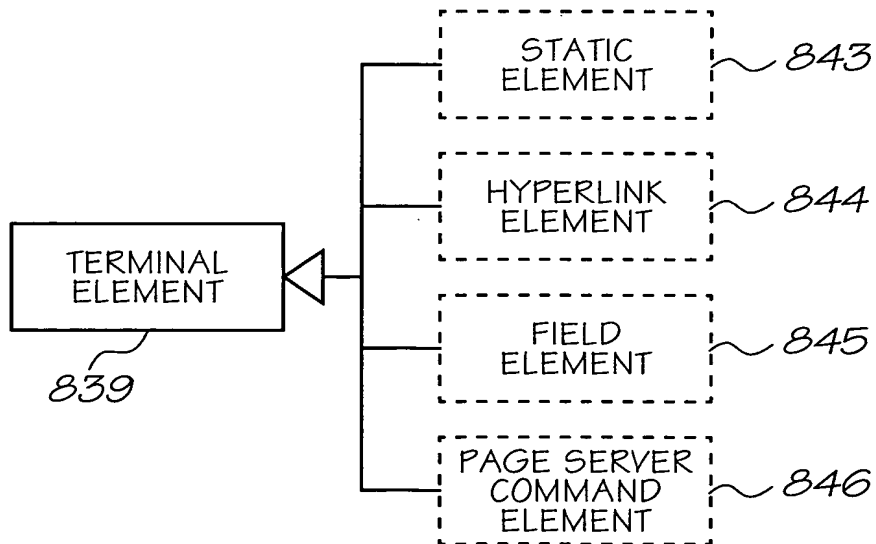 STATIC
ELEMENT
843
HYPERLINK
ELEMENT
844
TERMINAL
ELEMENT
839
FIELD
ELEMENT
845
PAGE SERVER
COMMAND
ELEMENT
846